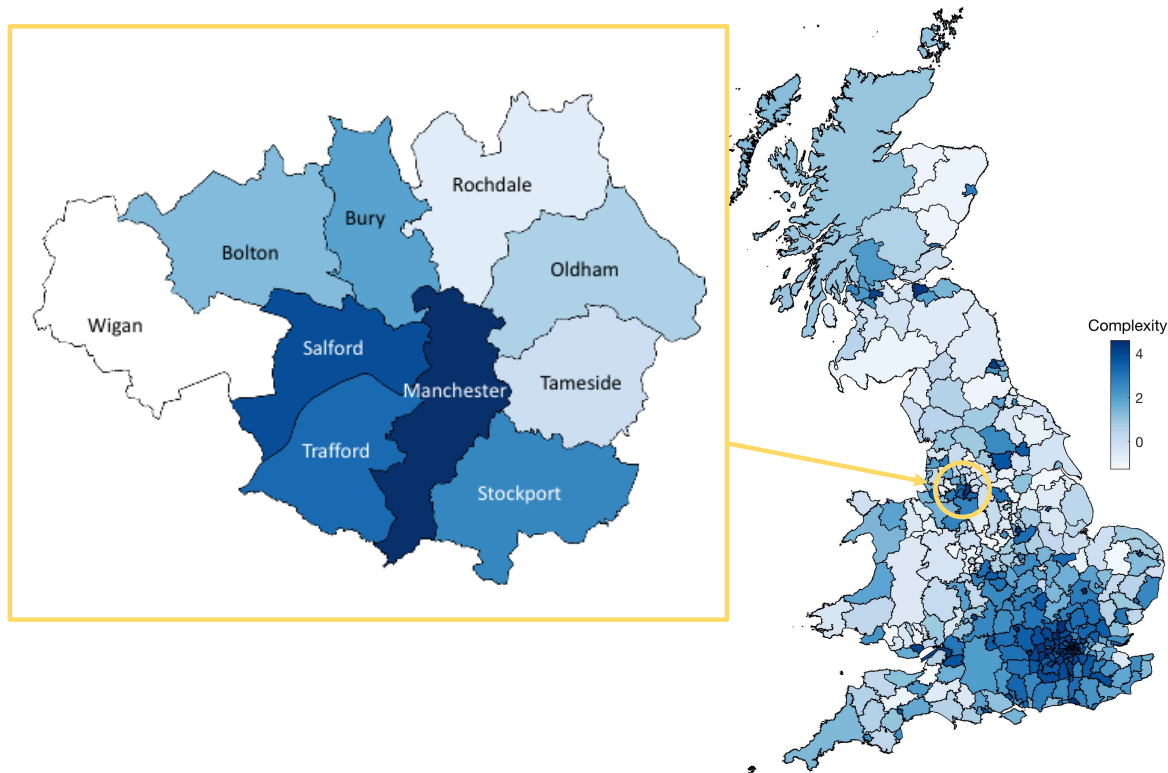 Rochdale
Bury
Bolton
Oldham
Wigan
Salford
Manchester
Tameside
Trafford
Stockport
Complexity
4
2
0